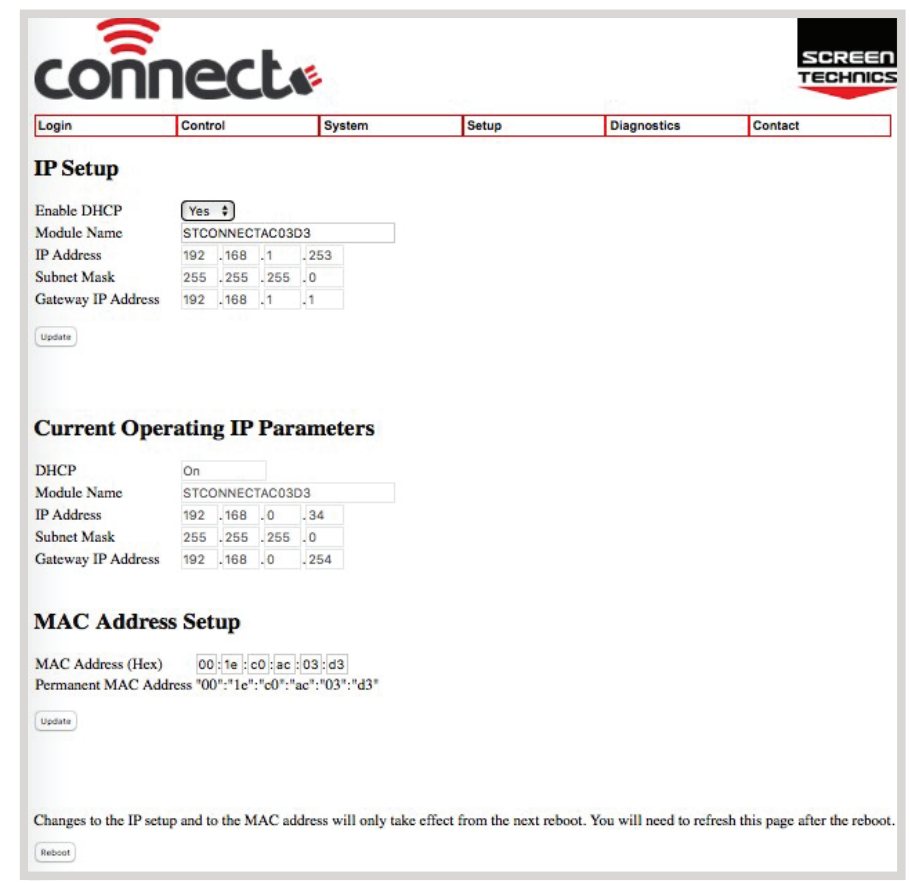 connect
SCREEN
TECHNICS
Login Control System Setup Diagnostics Contact
IP Setup
Enable DHCP Yes
Module Name STCONNECTAC03D3
IP Address 192 .168 .1 .253
Subnet Mask 255 .255 .255 .0
Gateway IP Address 192 .168 .1 .1
Update
Current Operating IP Parameters
DHCP On
Module Name STCONNECTAC03D3
IP Address 192 .168 .0 .34
Subnet Mask 255 .255 .255 .0
Gateway IP Address 192 .168 .0 .254
MAC Address Setup
MAC Address (Hex) 00:1e:c0:ac:03:d3
Permanent MAC Address "00":"1e":"c0":"ac":"03":"d3"
Update
Changes to the IP setup and to the MAC address will only take effect from the next reboot. You will need to refresh this page after the reboot.
Reboot